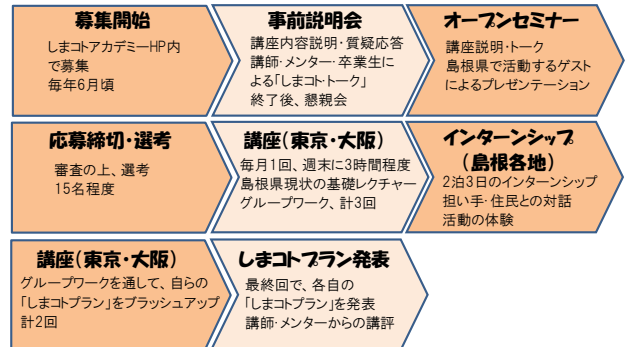 募集開始
しまコトアカデミーHP内
で募集
毎年6月頃
事前説明会
講座内容説明・質疑応答
講師・メンター・卒業生に
よる「しまコト・トーク」
終了後、懇親会
オープンセミナー
講座説明・トーク
島根県で活動するゲスト
によるプレゼンテーション
応募締切・選考
審査の上、選考
15名程度
講座(東京・大阪)
毎月1回、週末に3時間程度
島根県現状の基礎レクチャー
グループワーク、計3回
インターンシップ
(島根各地)
2泊3日のインターンシップ
担い手・住民との対話
活動の体験
講座(東京・大阪)
グループワークを通して、自らの
「しまコトプラン」をブラッシュアップ
計2回
しまコトプラン発表
最終回で、各自の
「しまコトプラン」を発表
講師・メンターからの講評